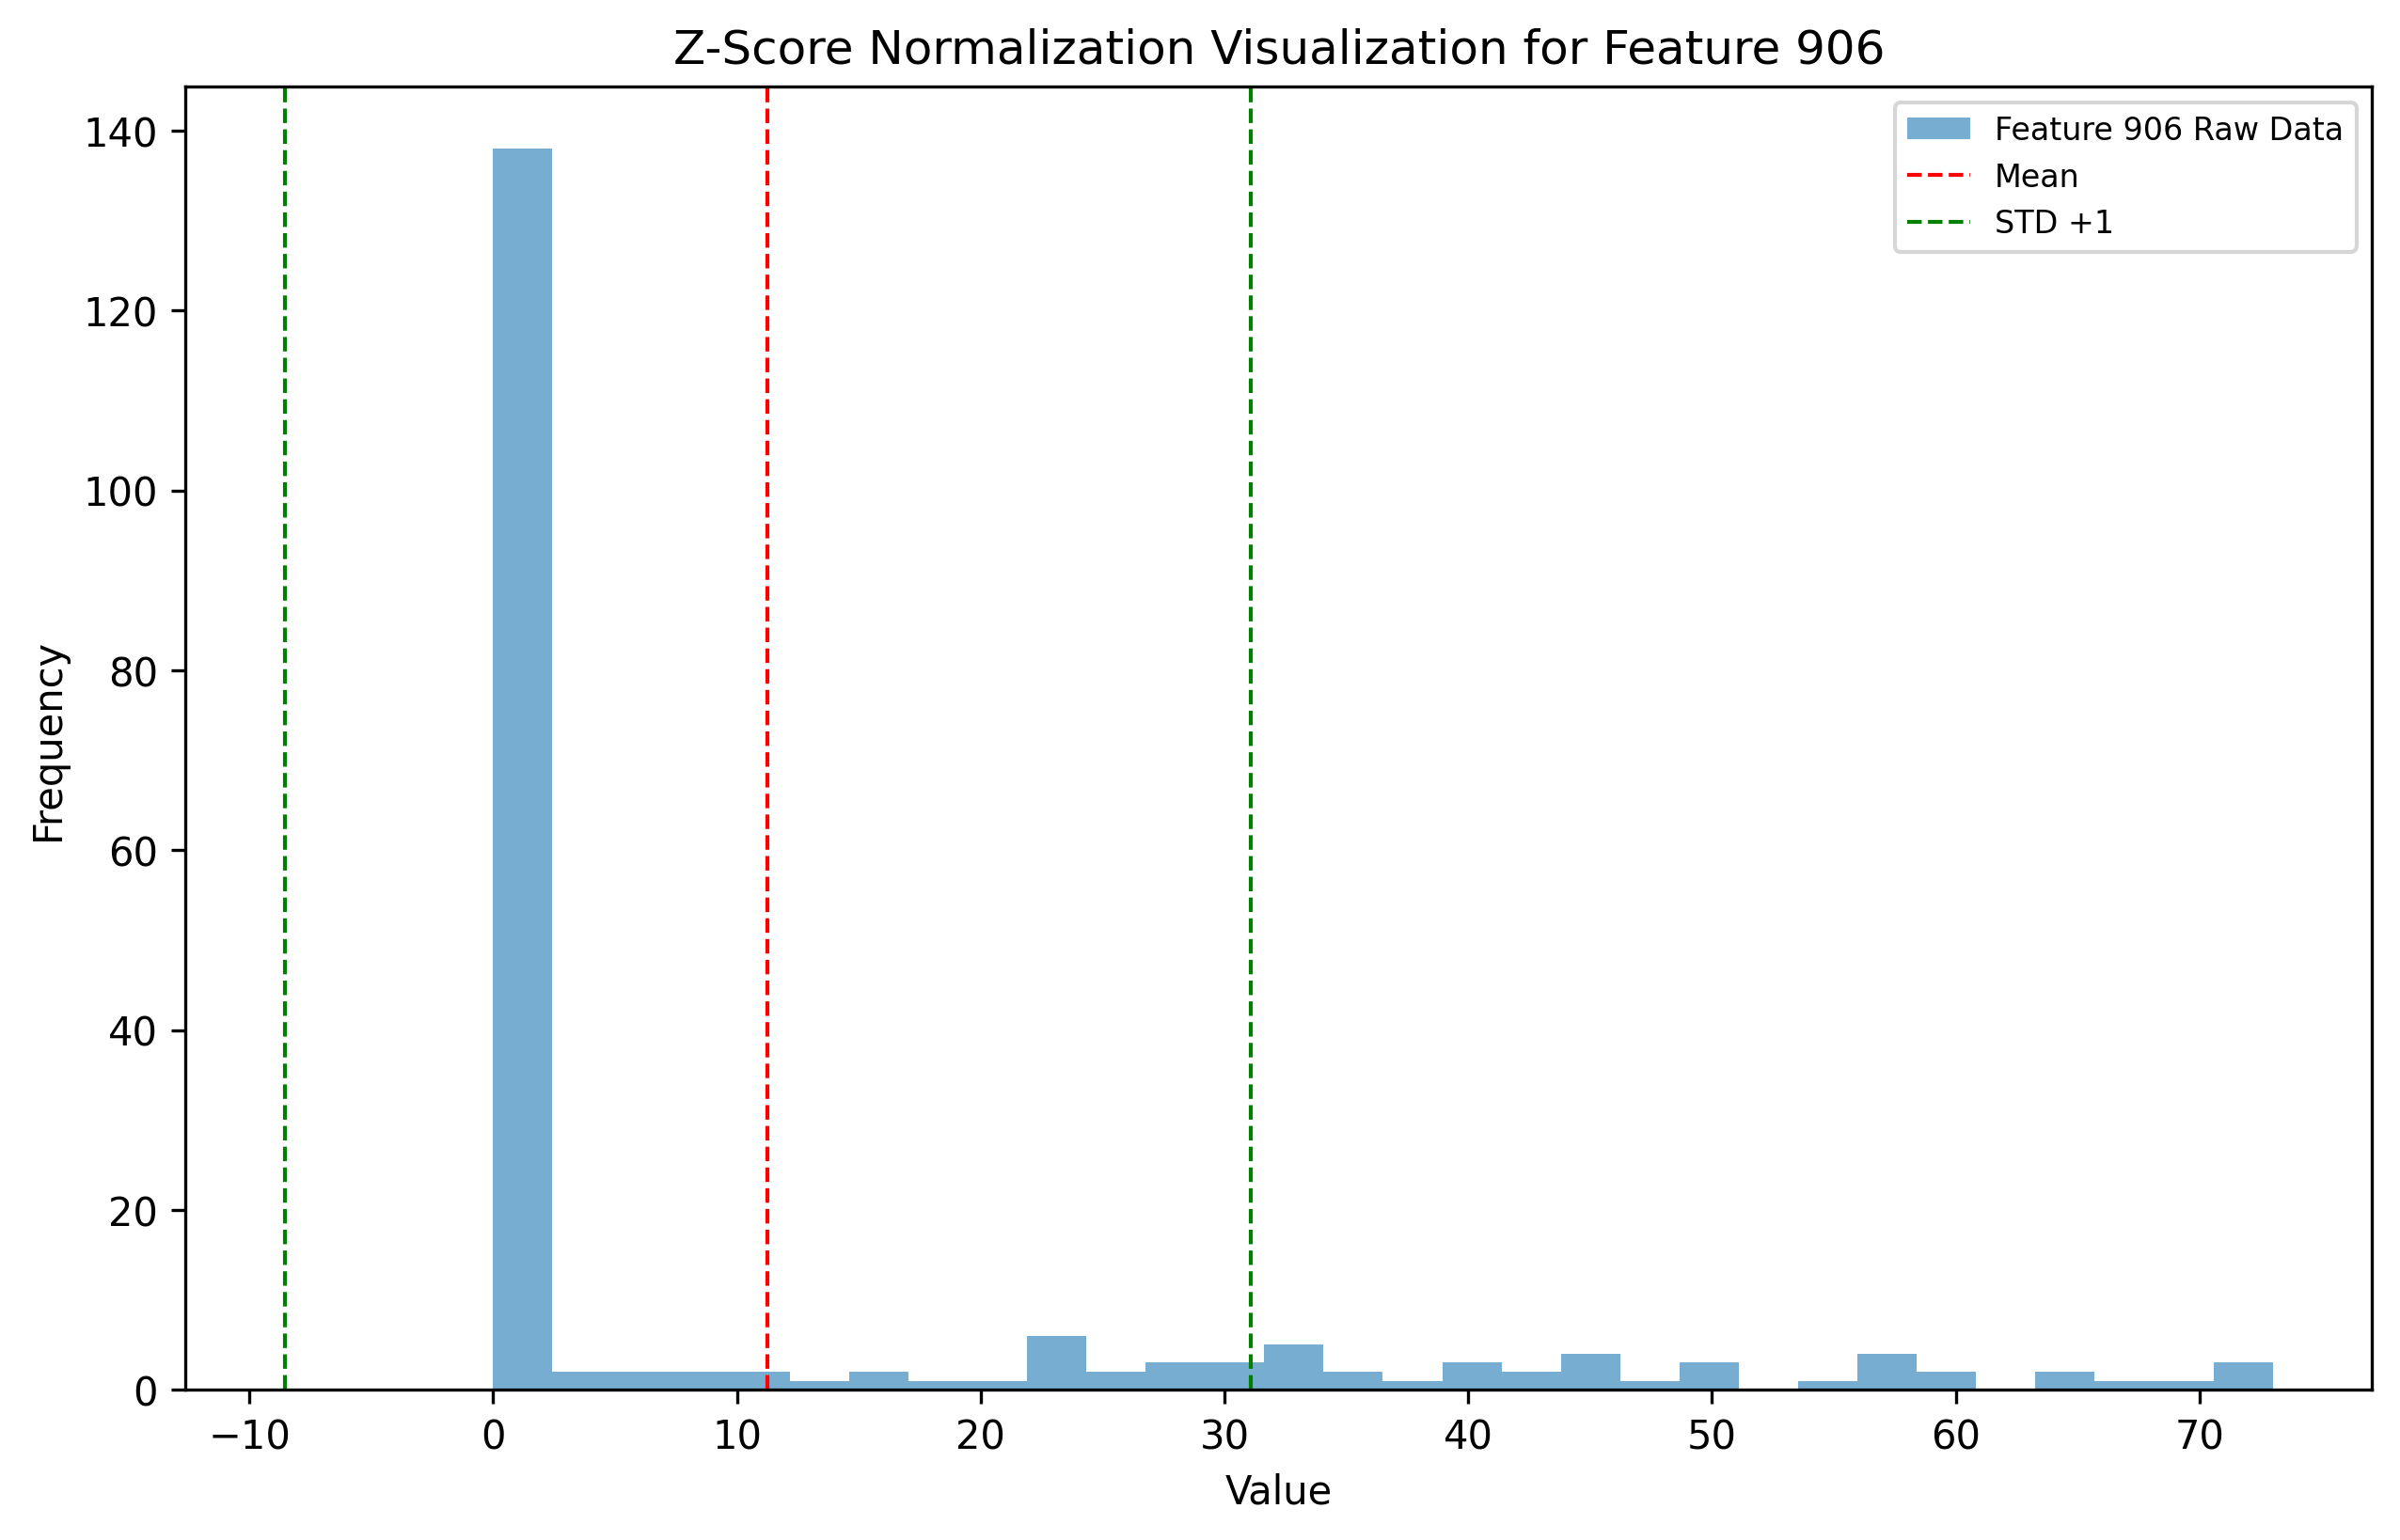 Z-Score Normalization Visualization for Feature 906
Feature 906 Raw Data
Mean
STD +1
140
120
100
80
60
40
20
0
Frequency
−10 0 10 20 30 40 50 60 70
Value